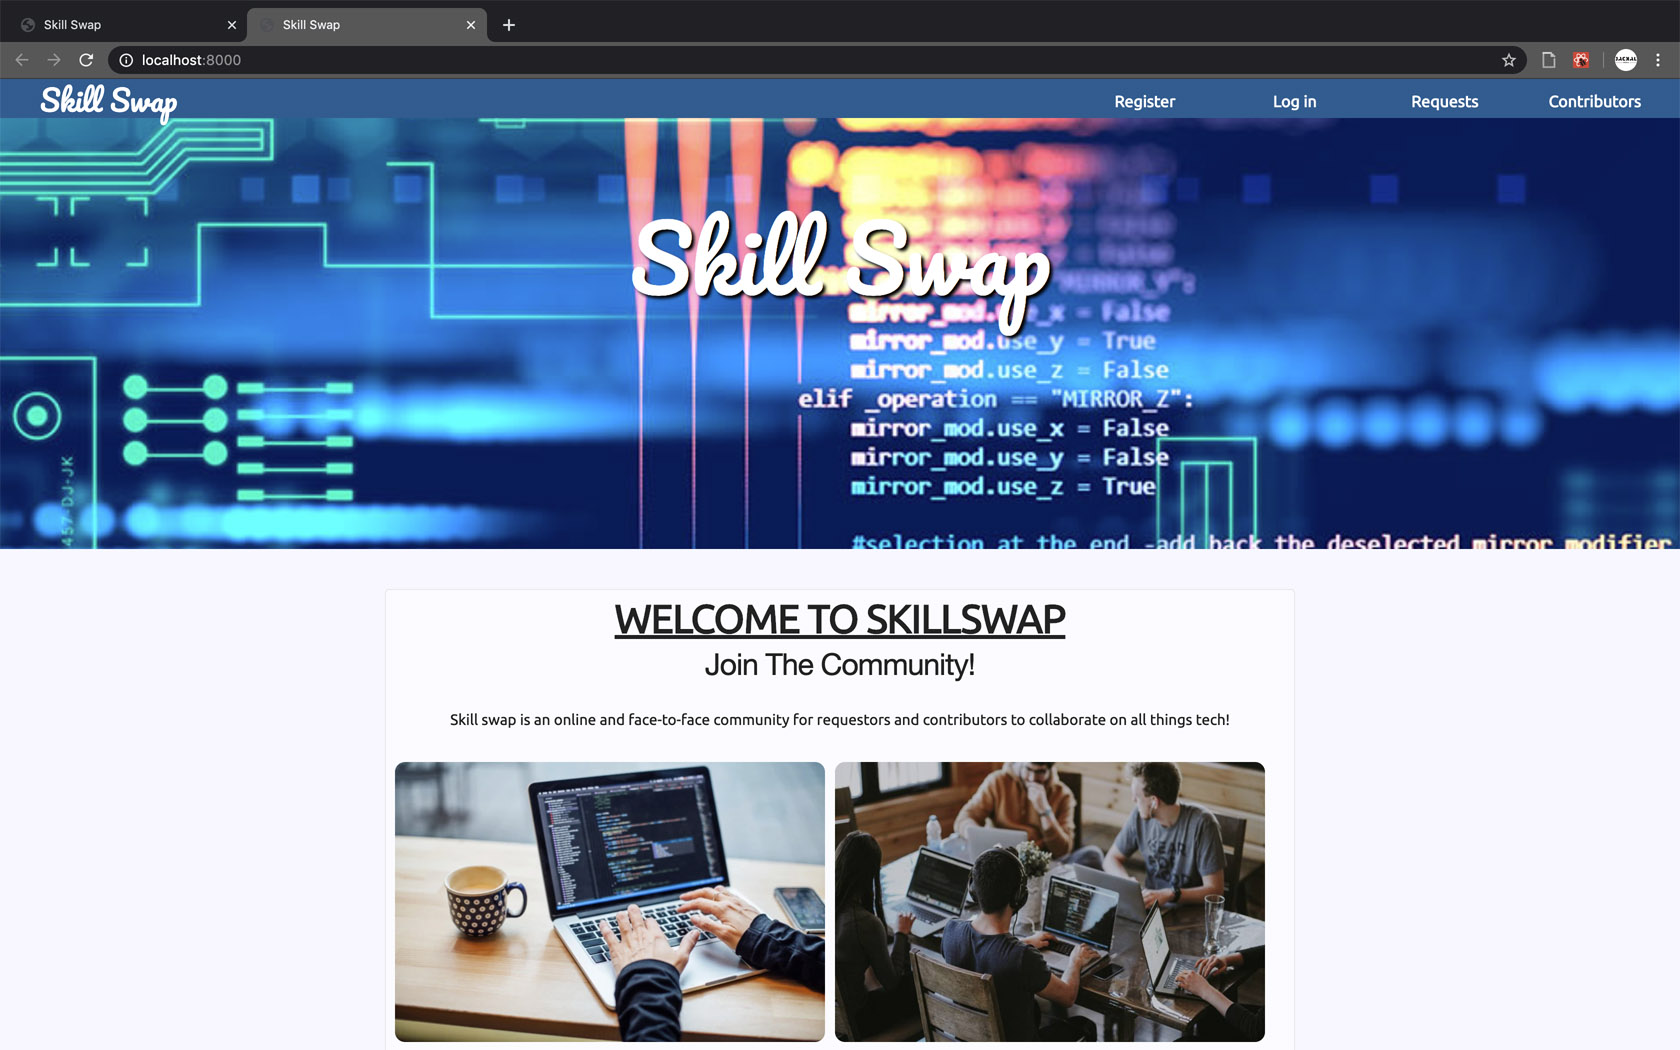 Skill Swap
Skill Swap
localhost:8000
Skill Swap
Register
Log in
Requests
Contributors
Skill Swap
"MIRROR_Y":
mirror_mod.use_x = False
mirror_mod.use_y = True
mirror_mod.use_z = False
elif _operation == "MIRROR_Z":
mirror_mod.use_x = False
mirror_mod.use_y = False
mirror_mod.use_z = True
457-DJ-JK
#selection at the end -add back the deselected mirror modifier
WELCOME TO SKILLSWAP
Join The Community!
Skill swap is an online and face-to-face community for requestors and contributors to collaborate on all things tech!